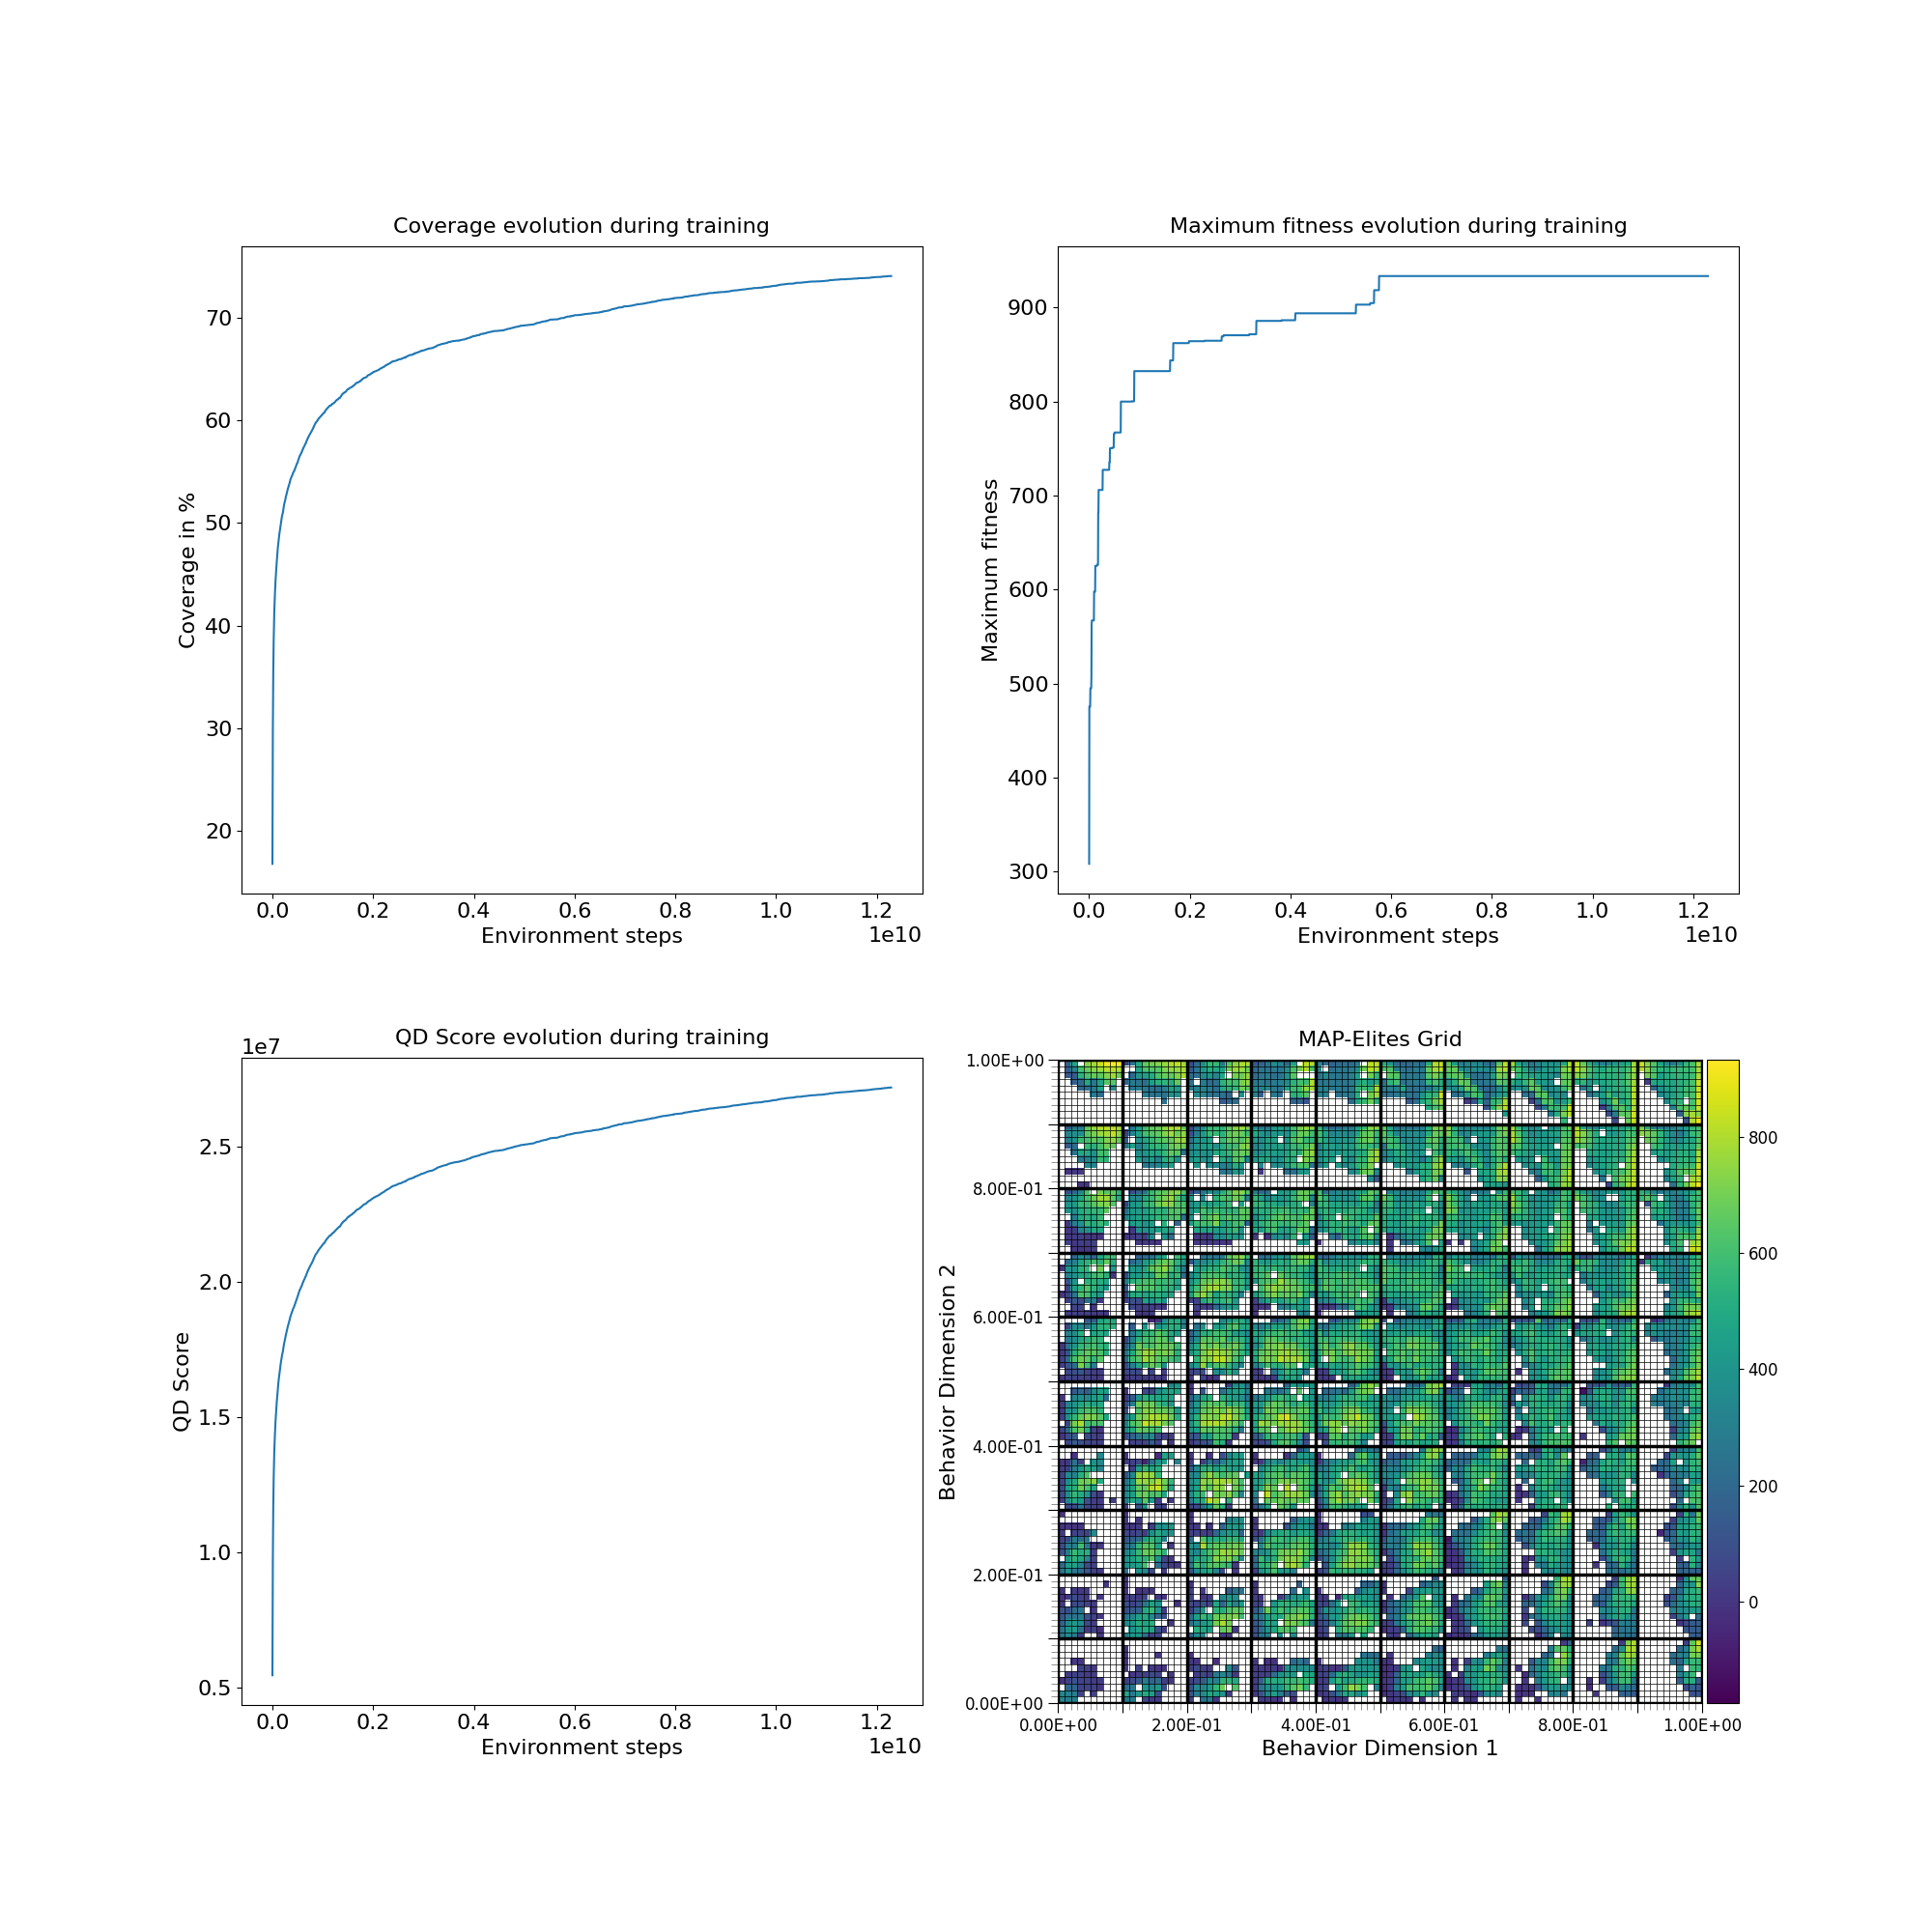 Coverage evolution during training
Coverage in %
70
60
50
40
30
20
0.0 0.2 0.4 0.6 0.8 1.0 1.2
1e10
Environment steps
Maximum fitness evolution during training
Maximum fitness
900
800
700
600
500
400
300
0.0 0.2 0.4 0.6 0.8 1.0 1.2
1e10
Environment steps
QD Score evolution during training
1e7
QD Score
2.5
2.0
1.5
1.0
0.5
0.0 0.2 0.4 0.6 0.8 1.0 1.2
1e10
Environment steps
MAP-Elites Grid
Behavior Dimension 2
1.00E+00
8.00E-01
6.00E-01
4.00E-01
2.00E-01
0.00E+00
0.00E+00 2.00E-01 4.00E-01 6.00E-01 8.00E-01 1.00E+00
Behavior Dimension 1
800
600
400
200
0